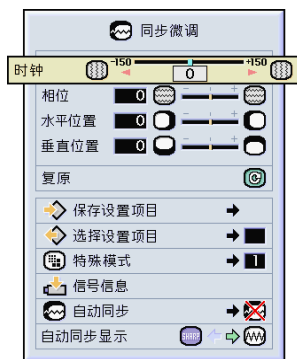 同步微调
时钟 -150 0 +150
相位 0 - +
水平位置 0 - +
垂直位置 0 - +
复原
保存设置项目
选择设置项目
特殊模式 1
信号信息
自动同步
自动同步显示 SHARP